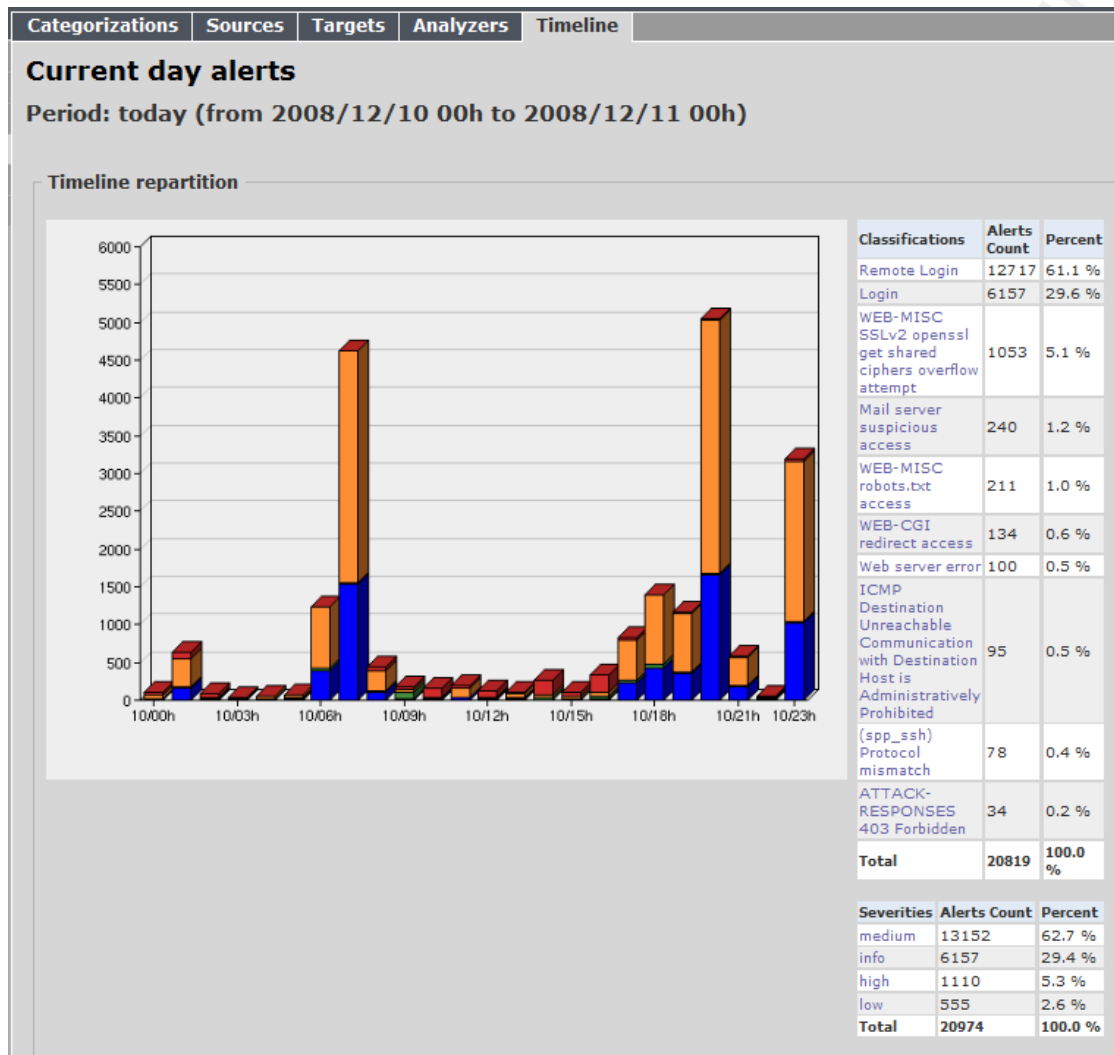 Categorizations Sources Targets Analyzers Timeline
Current day alerts
Period: today (from 2008/12/10 00h to 2008/12/11 00h)
Timeline repartition
6000
5500
5000
4500
4000
3500
3000
2500
2000
1500
1000
500
0
10/00h 10/03h 10/06h 10/09h 10/12h 10/15h 10/18h 10/21h 10/23h
Classifications Alerts Count Percent
Remote Login 12717 61.1 %
Login 6157 29.6 %
WEB-MISC
SSLv2 openssl
get shared
ciphers overflow
attempt
1053 5.1 %
Mail server
suspicious
access
240 1.2 %
WEB-MISC
robots.txt
access
211 1.0 %
WEB-CGI
redirect access
134 0.6 %
Web server error 100 0.5 %
ICMP
Destination
Unreachable
Communication
with Destination
Host is
Administratively
Prohibited
95 0.5 %
(spp_ssh)
Protocol
mismatch
78 0.4 %
ATTACK-
RESPONSES
403 Forbidden
34 0.2 %
Total 20819 100.0 %
Severities Alerts Count Percent
medium 13152 62.7 %
info 6157 29.4 %
high 1110 5.3 %
low 555 2.6 %
Total 20974 100.0 %